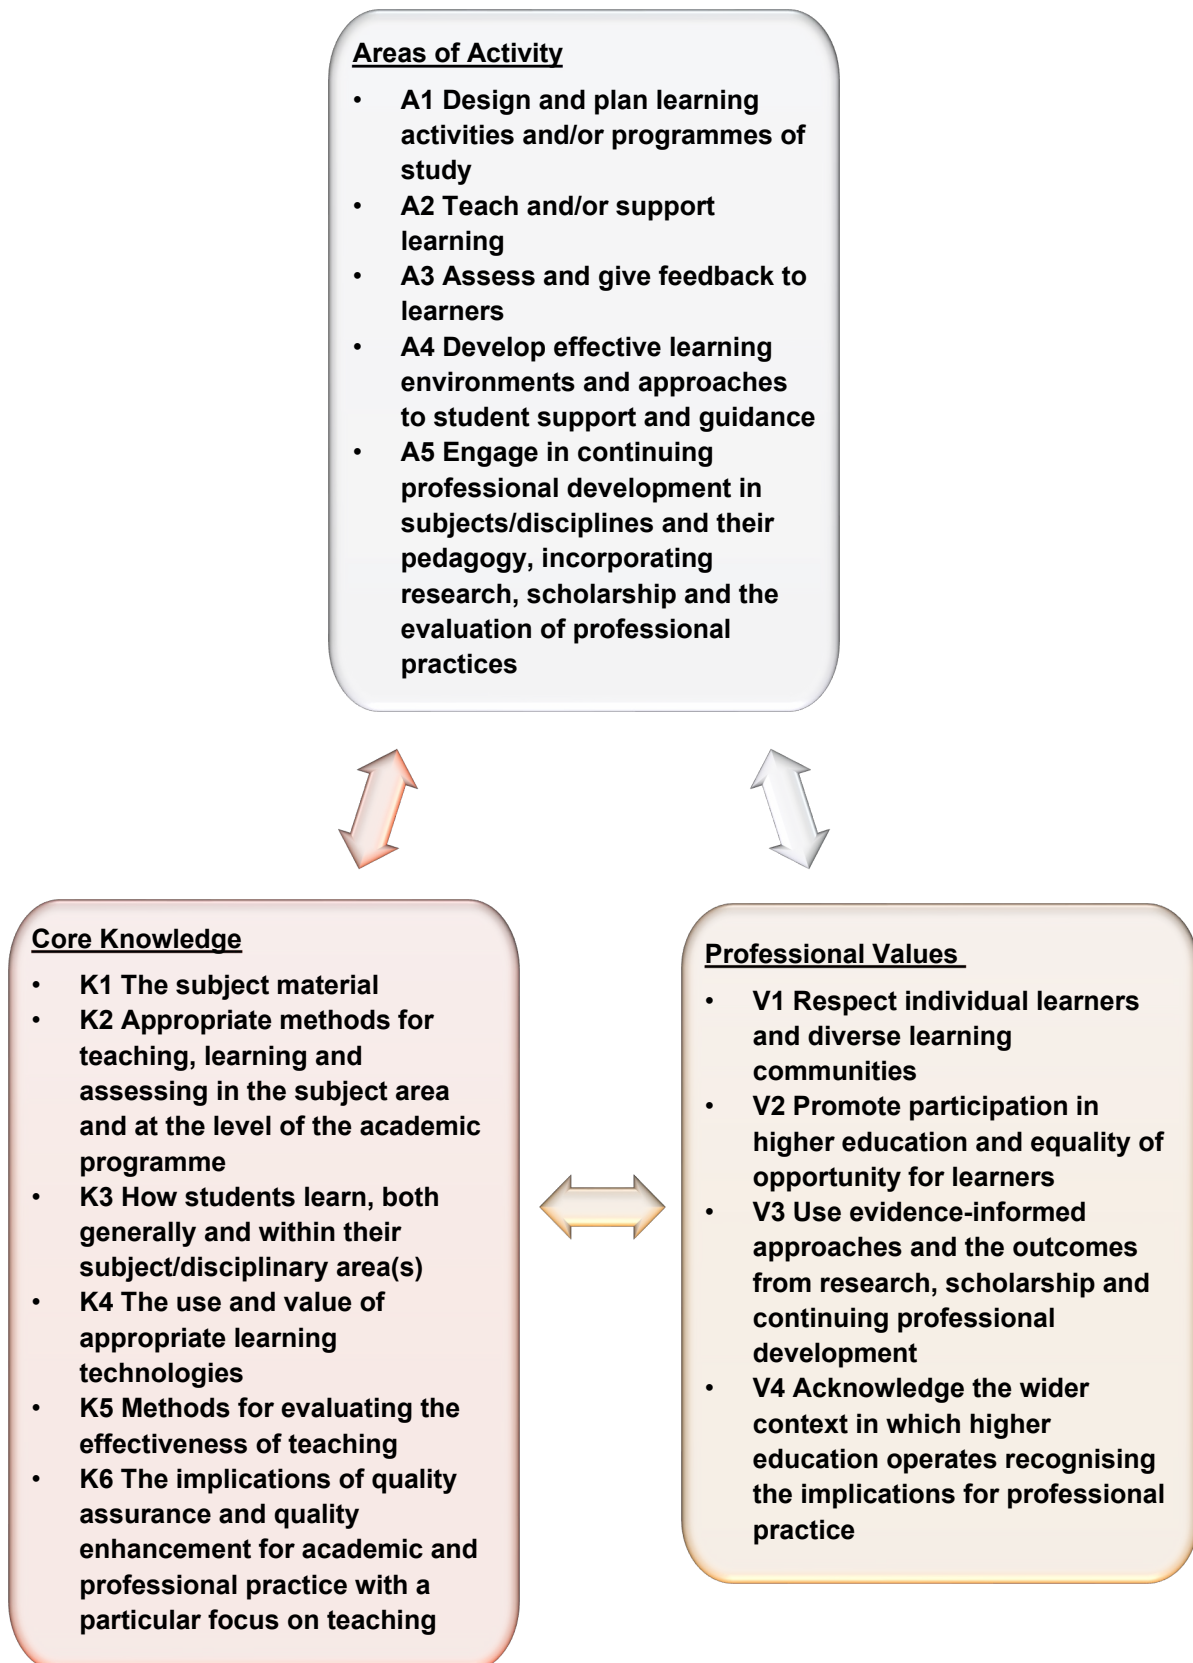 Areas of Activity
• A1 Design and plan learning
activities and/or programmes of
study
• A2 Teach and/or support
learning
• A3 Assess and give feedback to
learners
• A4 Develop effective learning
environments and approaches
to student support and guidance
• A5 Engage in continuing
professional development in
subjects/disciplines and their
pedagogy, incorporating
research, scholarship and the
evaluation of professional
practices
Core Knowledge
• K1 The subject material
• K2 Appropriate methods for
teaching, learning and
assessing in the subject area
and at the level of the academic
programme
• K3 How students learn, both
generally and within their
subject/disciplinary area(s)
• K4 The use and value of
appropriate learning
technologies
• K5 Methods for evaluating the
effectiveness of teaching
• K6 The implications of quality
assurance and quality
enhancement for academic and
professional practice with a
particular focus on teaching
Professional Values
• V1 Respect individual learners
and diverse learning
communities
• V2 Promote participation in
higher education and equality of
opportunity for learners
• V3 Use evidence-informed
approaches and the outcomes
from research, scholarship and
continuing professional
development
• V4 Acknowledge the wider
context in which higher
education operates recognising
the implications for professional
practice